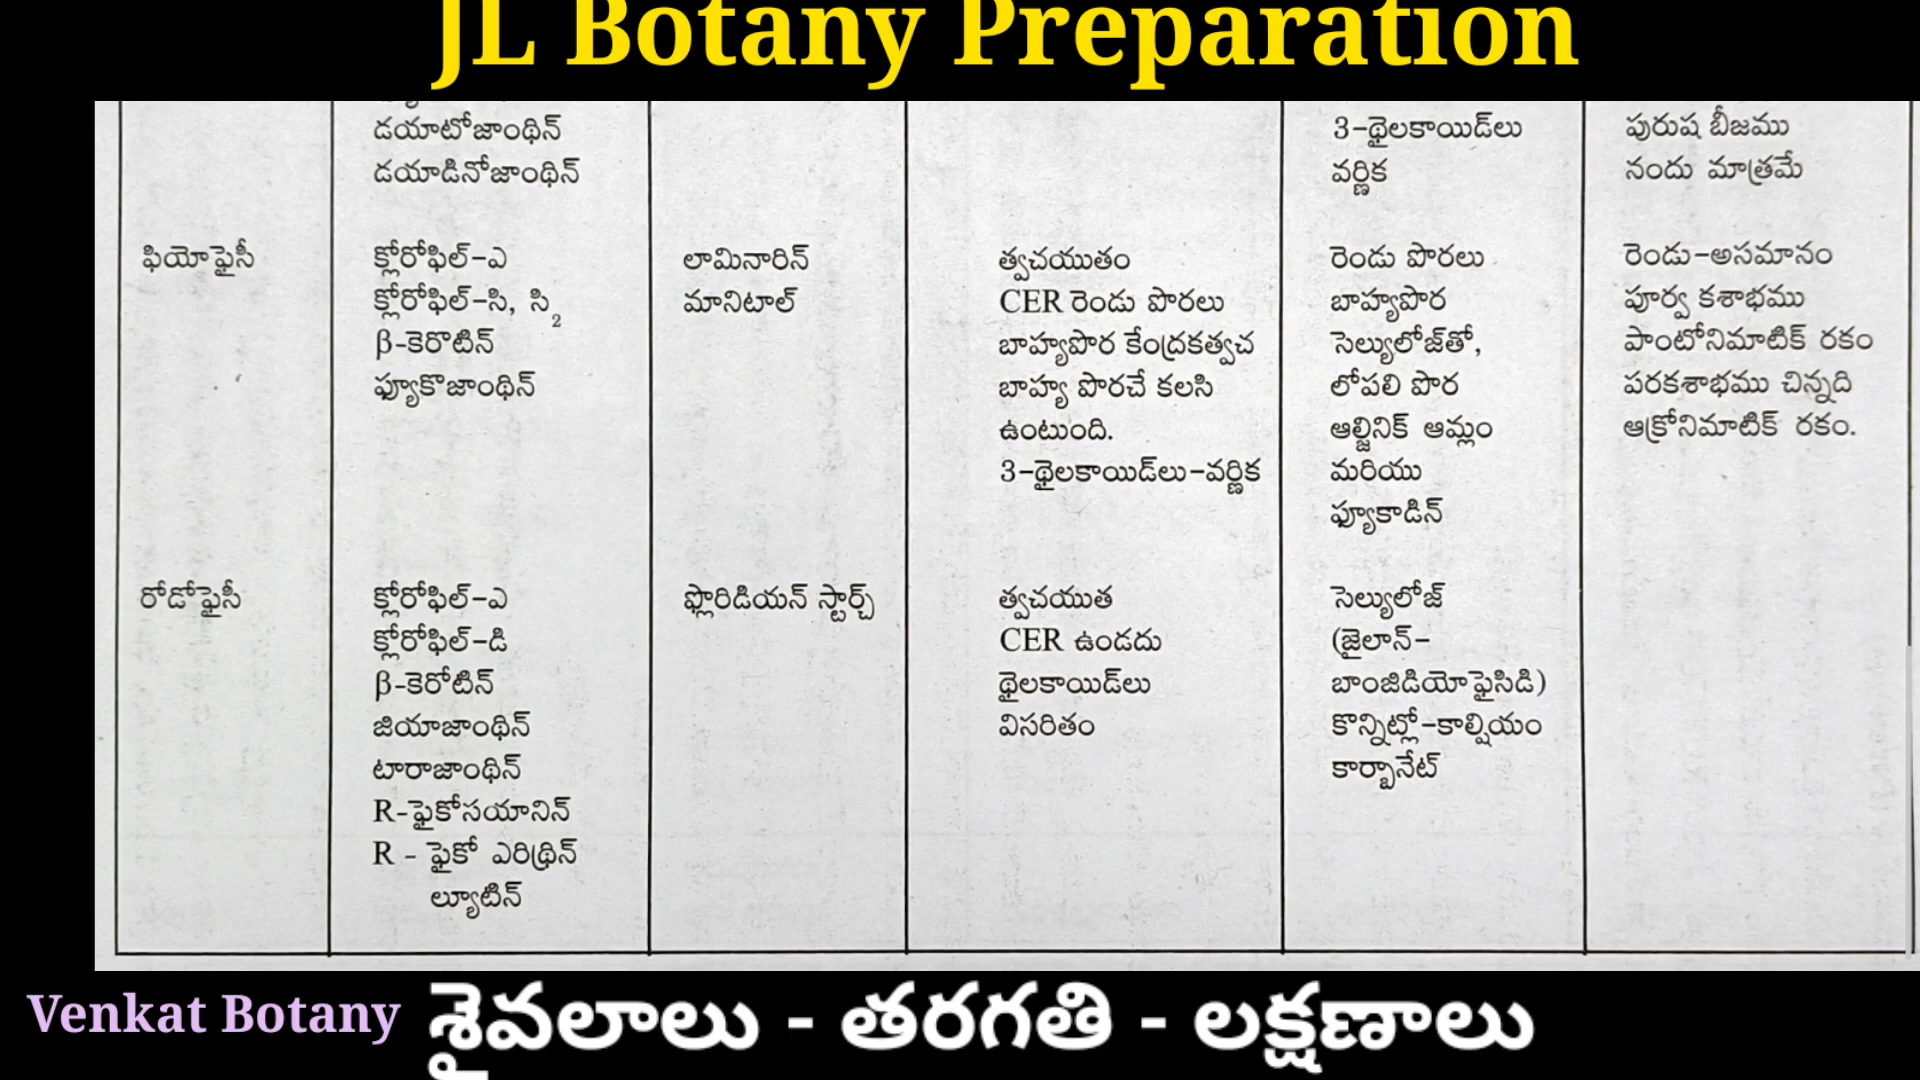 JL Botany Preparation
డయాటోజాంథిన్
డయాడినోజాంథిన్
3-థైలకాయిడ్‌లు
వర్ణిక
పురుష బీజము
నందు మాత్రమే
ఫియోఫైసీ
క్లోరోఫిల్-ఎ
క్లోరోఫిల్-సి, సి2
β-కెరొటిన్
ఫ్యూకొజాంథిన్
లామినారిన్
మానిటాల్
త్వచయుతం
CER రెండు పొరలు
బాహ్యపొర కేంద్రకత్వచ
బాహ్య పొరచే కలసి
ఉంటుంది.
3-థైలకాయిడ్‌లు-వర్ణిక
రెండు పొరలు
బాహ్యపొర
సెల్యులోజ్‌తో,
లోపలి పొర
ఆల్జినిక్ ఆమ్లం
మరియు
ఫ్యూకాడిన్
రెండు-అసమానం
పూర్వ కశాభము
పాంటోనిమాటిక్ రకం
పరకశాభము చిన్నది
ఆక్రోనిమాటిక్ రకం.
రోడోఫైసీ
క్లోరోఫిల్-ఎ
క్లోరోఫిల్-డి
β-కెరోటిన్
జియాజాంథిన్
టారాజాంథిన్
R-ఫైకోసయానిన్
R - ఫైకో ఎరిథ్రిన్
ల్యూటిన్
ఫ్లోరిడియన్ స్టార్చ్
త్వచయుత
CER ఉండదు
థైలకాయిడ్‌లు
విసరితం
సెల్యులోజ్
(జైలాన్-
బాంజిడియోఫైసిడి)
కొన్నిట్లో-కాల్షియం
కార్బానేట్
Venkat Botany
శైవలాలు - తరగతి - లక్షణాలు